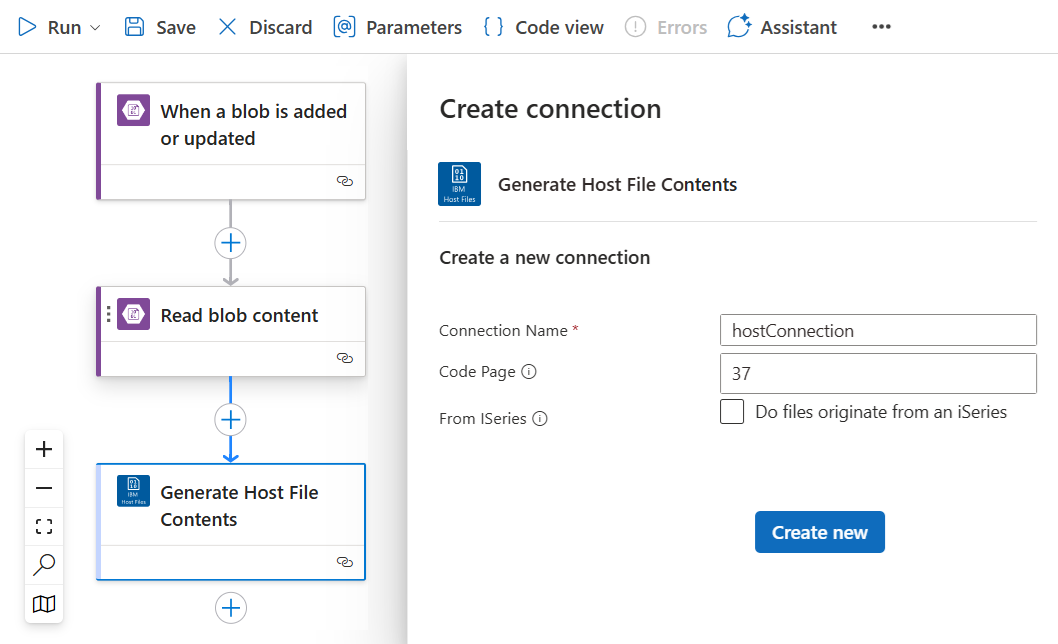 Run
Save
Discard
Parameters
Code view
Errors
Assistant
When a blob is added
or updated
Read blob content
IBM
Host Files
Generate Host File
Contents
Create connection
01
10
IBM
Host Files
Generate Host File Contents
Create a new connection
Connection Name *
hostConnection
Code Page
37
From ISeries
Do files originate from an iSeries
Create new